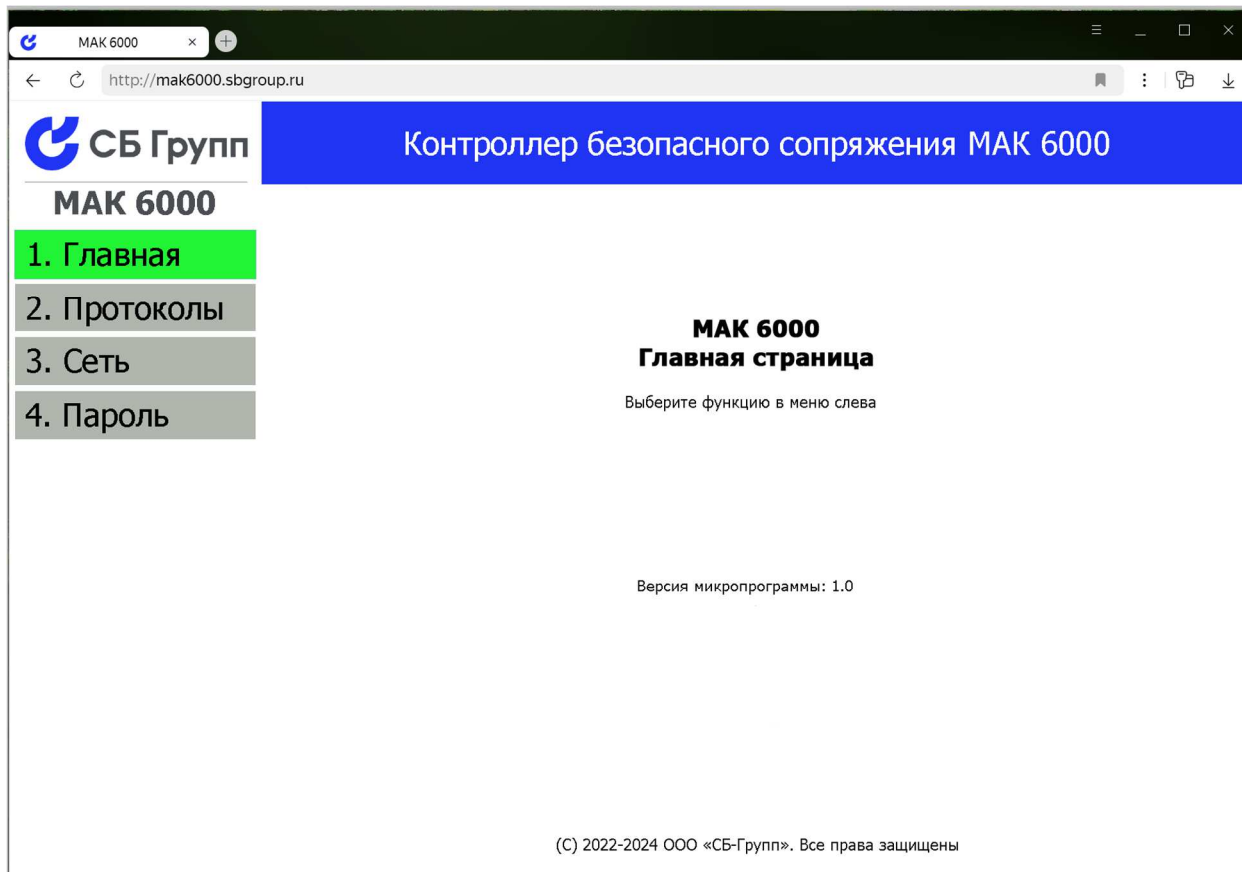 МАК 6000
http://mak6000.sbgroup.ru
СБ Групп
Контроллер безопасного сопряжения МАК 6000
МАК 6000
1. Главная
2. Протоколы
3. Сеть
4. Пароль
МАК 6000
Главная страница
Выберите функцию в меню слева
Версия микропрограммы: 1.0
(C) 2022-2024 ООО «СБ-Групп». Все права защищены